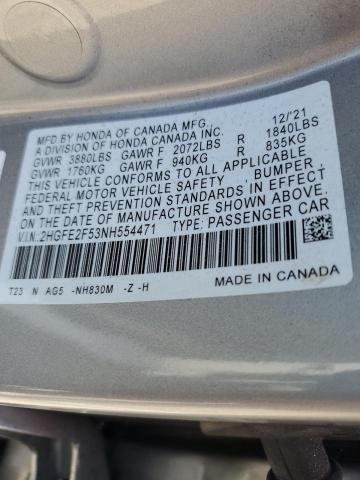 MFD.BY HONDA OF CANADA MFG., 12/'21
A DIVISION OF HONDA CANADA INC.
GVWR 3880LBS GAWR F 2072LBS R 1840LBS
GVWR 1760KG GAWR F 940KG R 835KG
THIS VEHICLE CONFORMS TO ALL APPLICABLE
FEDERAL MOTOR VEHICLE SAFETY , BUMPER,
AND THEFT PREVENTION STANDARDS IN EFFECT
ON THE DATE OF MANUFACTURE SHOWN ABOVE.
V.I.N.:2HGFE2F53NH554471 TYPE: PASSENGER CAR
T23 N AG5 -NH830M -Z -H MADE IN CANADA